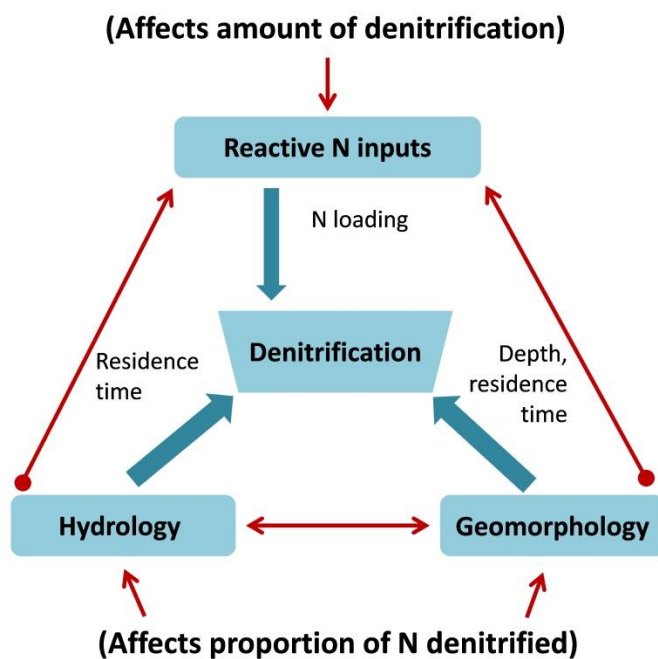 (Affects amount of denitrification)
Reactive N inputs
N loading
Denitrification
Residence
time
Depth,
residence
time
Hydrology
Geomorphology
(Affects proportion of N denitrified)